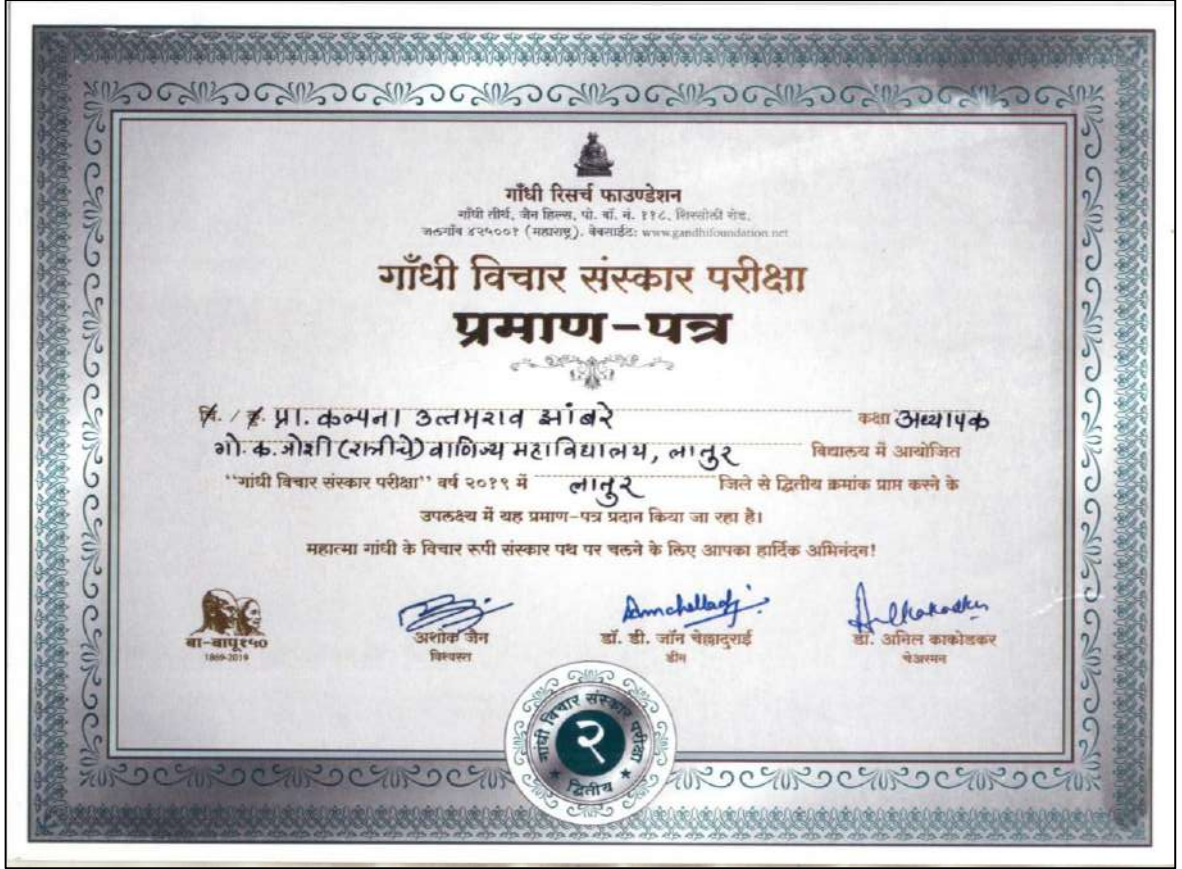 गाँधी रिसर्च फाउण्डेशन
गाँधी तीर्थ, जैन हिल्स, पो. बॉ. नं. ११८, शिरसोली रोड,
जलगाँव ४२५००१ (महाराष्ट्र). वेबसाईट: www.gandhifoundation.net
गाँधी विचार संस्कार परीक्षा
प्रमाण-पत्र
चि. / कु. प्रा. कल्पना उत्तमराव झांबरे कक्षा अध्यापक
गो. क. जोशी (रात्रीचे) वाणिज्य महाविद्यालय, लातुर विद्यालय में आयोजित
"गांधी विचार संस्कार परीक्षा" वर्ष २०१९ में लातुर जिले से द्वितीय क्रमांक प्राप्त करने के
उपलक्ष्य में यह प्रमाण-पत्र प्रदान किया जा रहा है।
महात्मा गांधी के विचार रूपी संस्कार पथ पर चलने के लिए आपका हार्दिक अभिनंदन!
बा-बापू१५०
1869-2019
अशोक जैन
विश्वस्त
डॉ. डी. जॉन चेल्लादुराई
डीन
डॉ. अनिल काकोडकर
चेअरमन
गांधी विचार संस्कार परीक्षा
२
द्वितीय